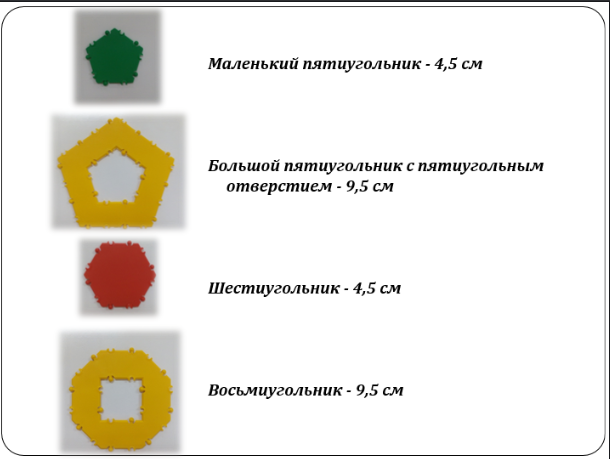 Маленький пятиугольник - 4,5 см
Большой пятиугольник с пятиугольным
отверстием - 9,5 см
Шестиугольник - 4,5 см
Восьмиугольник - 9,5 см